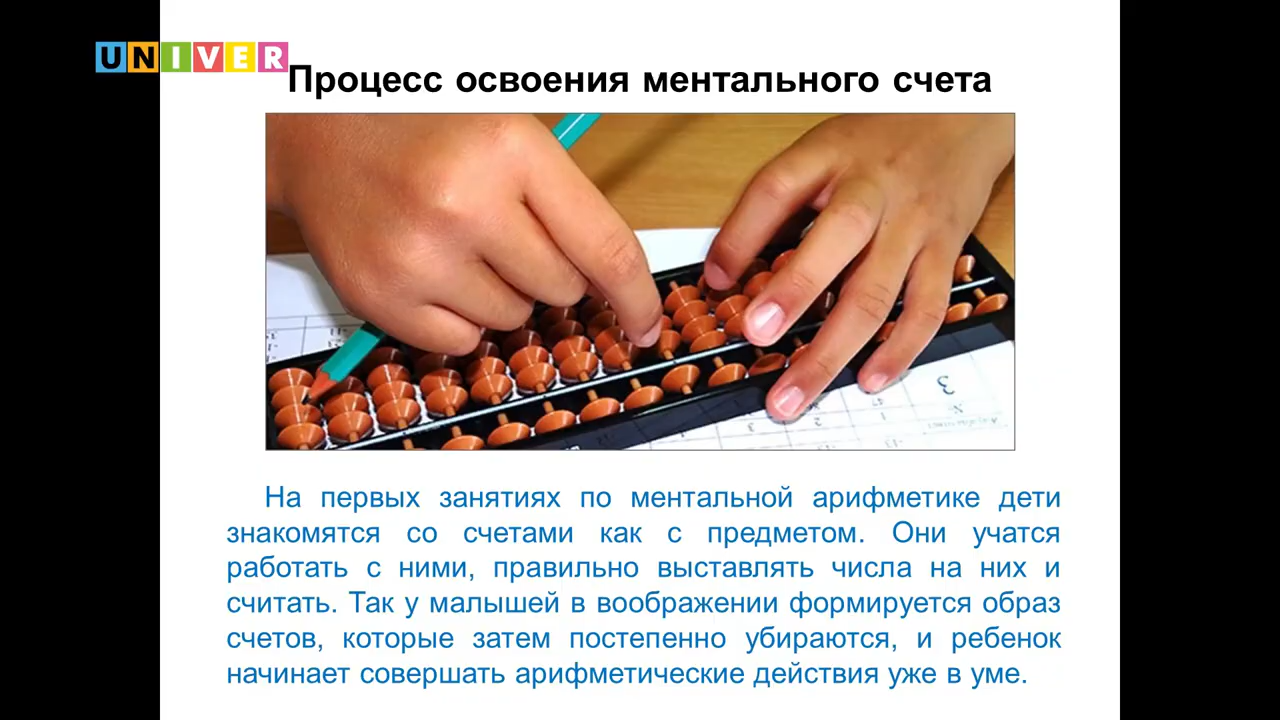 UNIVER
Процесс освоения ментального счета
3
На первых занятиях по ментальной арифметике дети
знакомятся со счетами как с предметом. Они учатся
работать с ними, правильно выставлять числа на них и
считать. Так у малышей в воображении формируется образ
счетов, которые затем постепенно убираются, и ребенок
начинает совершать арифметические действия уже в уме.